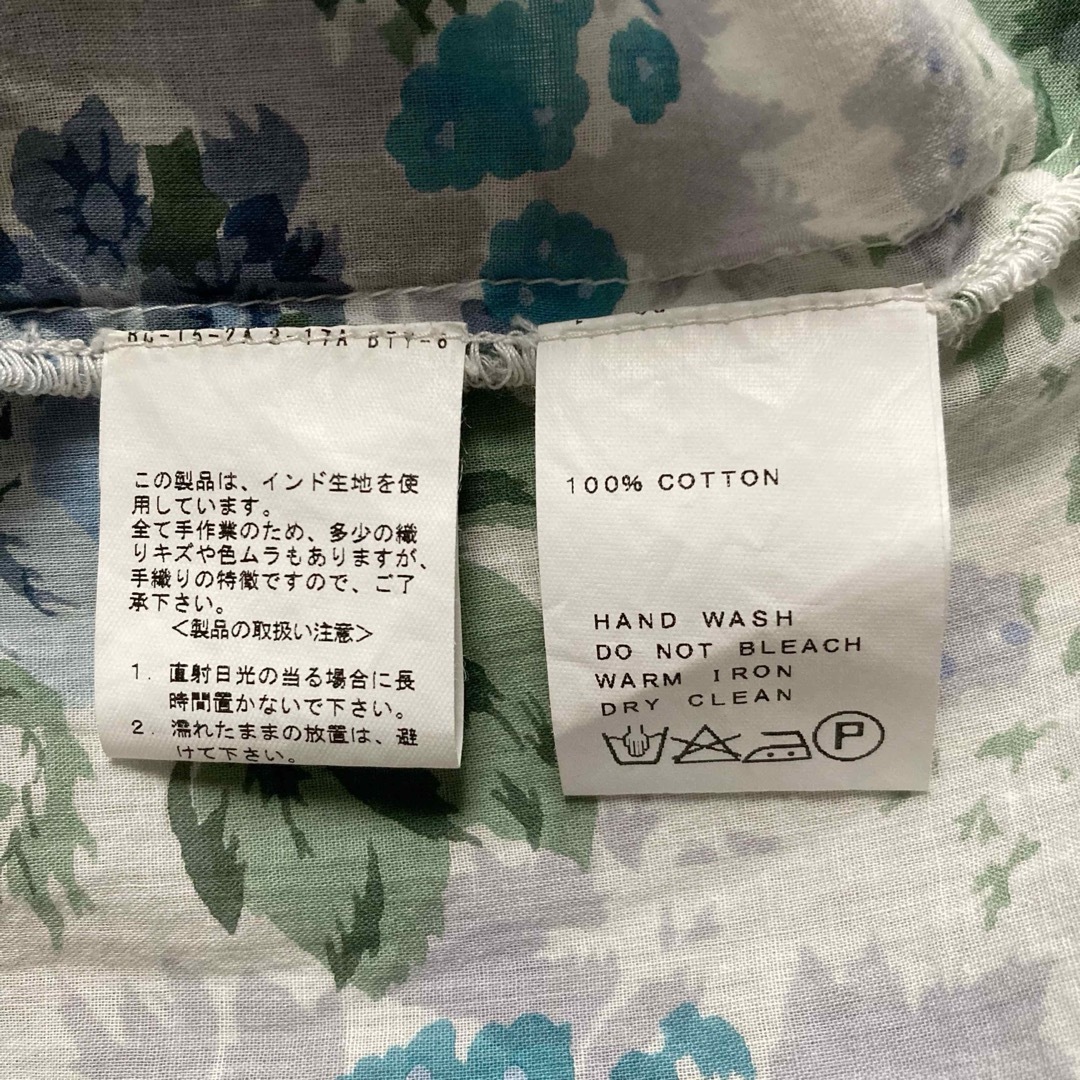 この製品は、インド生地を使
用しています。
全て手作業のため、多少の織
りキズや色ムラもありますが、
手織りの特徴ですので、ご了
承下さい。
＜製品の取扱い注意＞
1. 直射日光の当る場合に長
時間置かないで下さい。
2. 濡れたままの放置は、避
けて下さい。
100% COTTON
HAND WASH
DO NOT BLEACH
WARM IRON
DRY CLEAN
P